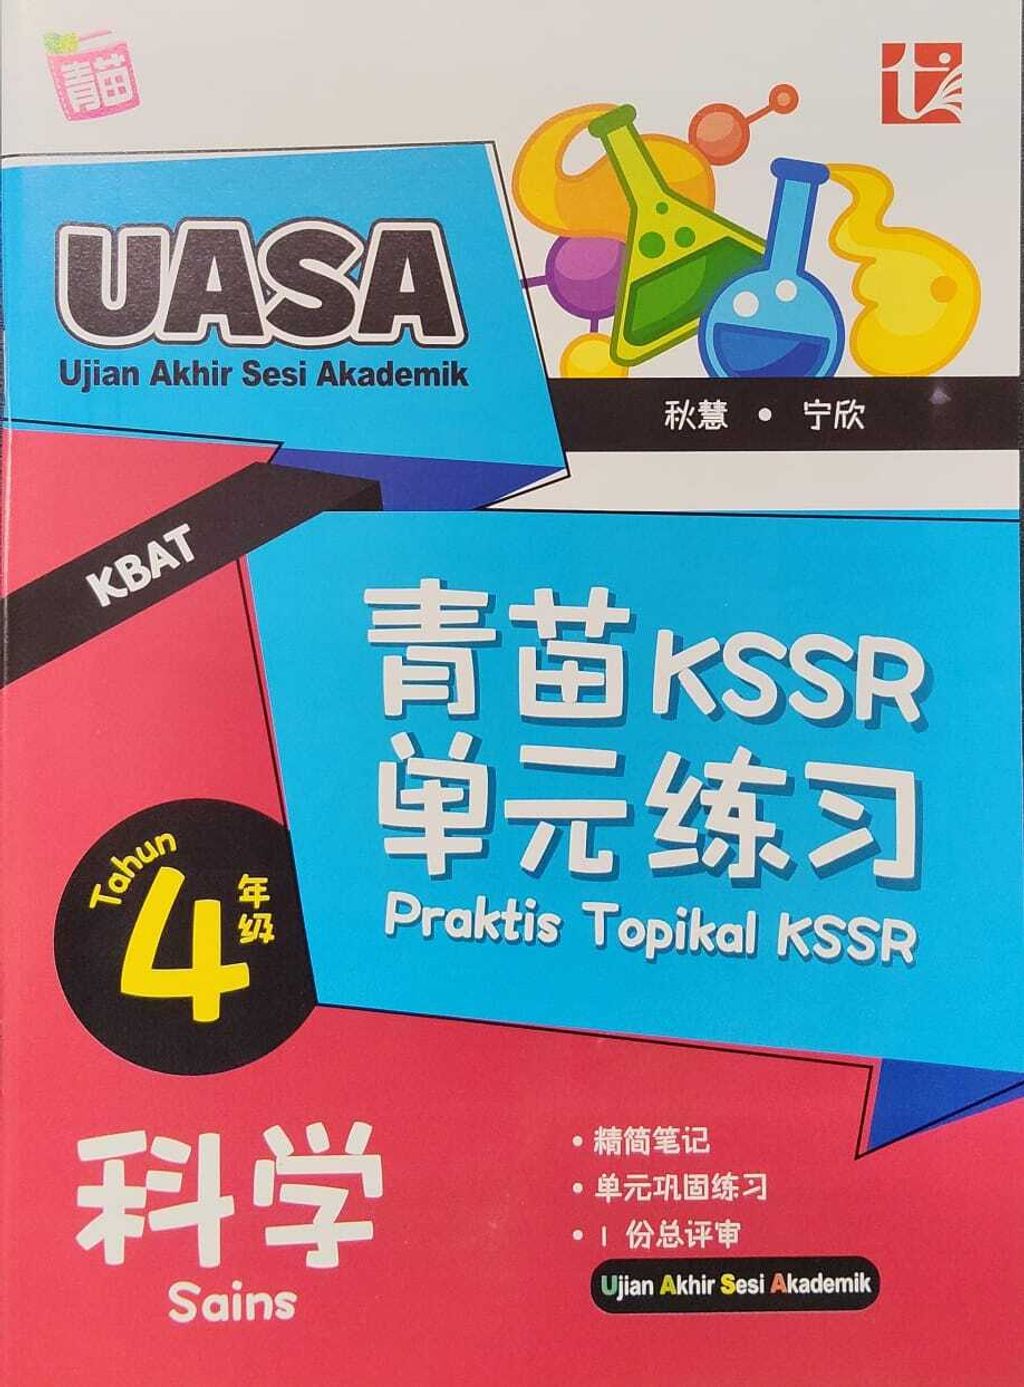 青苗
UASA
Ujian Akhir Sesi Akademik
秋慧 • 宁欣
KBAT
青苗KSSR
单元练习
Praktis Topikal KSSR
Tahun
4年级
科学
Sains
• 精简笔记
• 单元巩固练习
• 1 份总评审
Ujian Akhir Sesi Akademik